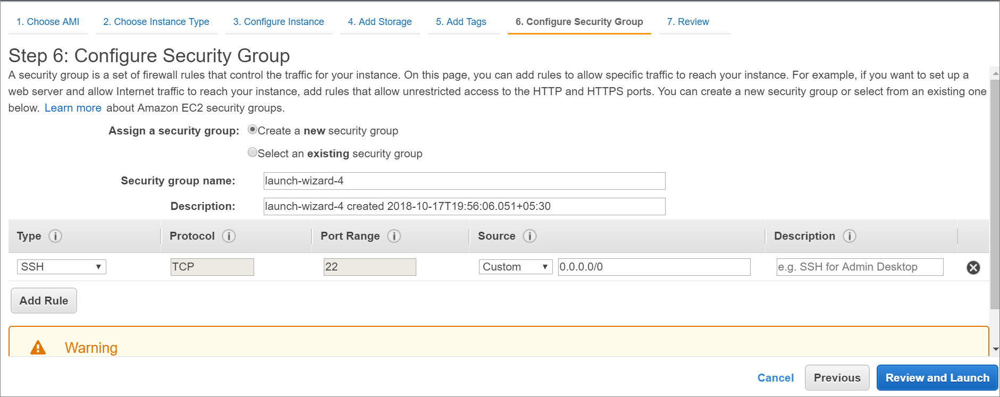 1. Choose AMI 2. Choose Instance Type 3. Configure Instance 4. Add Storage 5. Add Tags 6. Configure Security Group 7. Review
Step 6: Configure Security Group
A security group is a set of firewall rules that control the traffic for your instance. On this page, you can add rules to allow specific traffic to reach your instance. For example, if you want to set up a
web server and allow Internet traffic to reach your instance, add rules that allow unrestricted access to the HTTP and HTTPS ports. You can create a new security group or select from an existing one
below. Learn more about Amazon EC2 security groups.
Assign a security group: Create a new security group
Select an existing security group
Security group name: launch-wizard-4
Description: launch-wizard-4 created 2018-10-17T19:56:06.051+05:30
Type Protocol Port Range Source Description
SSH TCP 22 Custom 0.0.0.0/0 e.g. SSH for Admin Desktop
Add Rule
Warning
Cancel Previous Review and Launch